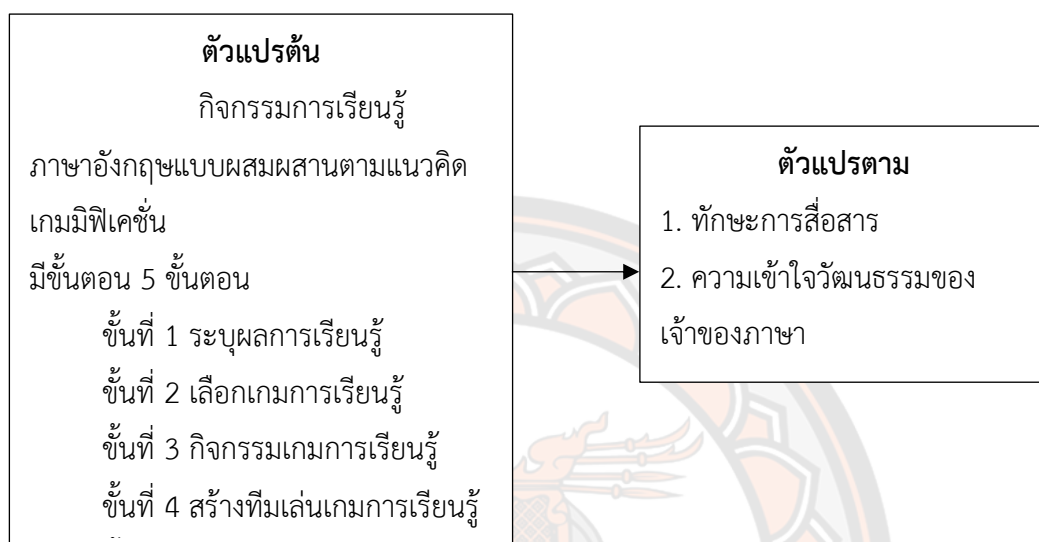 ตัวแปรต้น
กิจกรรมการเรียนรู้
ภาษาอังกฤษแบบผสมผสานตามแนวคิด
เกมมิฟิเคชั่น
มีขั้นตอน 5 ขั้นตอน
ขั้นที่ 1 ระบุผลการเรียนรู้
ขั้นที่ 2 เลือกเกมการเรียนรู้
ขั้นที่ 3 กิจกรรมเกมการเรียนรู้
ขั้นที่ 4 สร้างทีมเล่นเกมการเรียนรู้
ตัวแปรตาม
1. ทักษะการสื่อสาร
2. ความเข้าใจวัฒนธรรมของ
เจ้าของภาษา